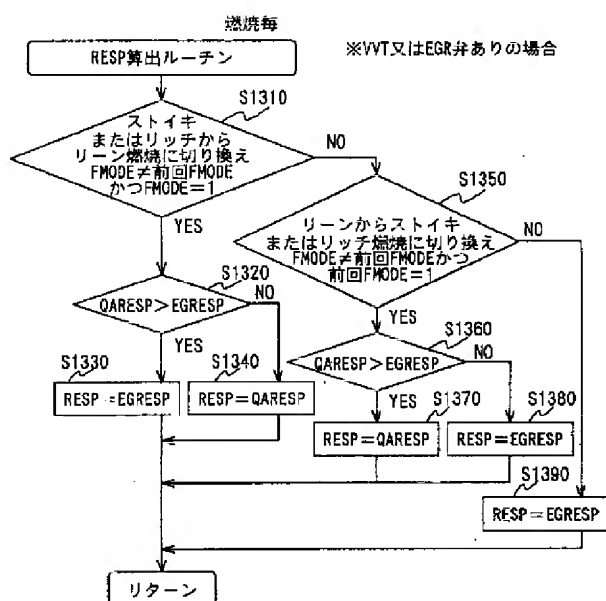 燃焼毎
RESP算出ルーチン
※VVT又はEGR弁ありの場合
S1310
ストイキ
またはリッチから
リーン燃焼に切り換え
FMODE≠前回FMODE
かつFMODE=1
NO
YES
S1350
リーンからストイキ
またはリッチ燃焼に切り換え
FMODE≠前回FMODEかつ
前回FMODE=1
NO
YES
S1320
QARESP>EGRESP
NO
YES
S1330
RESP=EGRESP
S1340
RESP=QARESP
S1360
QARESP>EGRESP
NO
YES
S1370
RESP=QARESP
S1380
RESP=EGRESP
S1390
RESP=EGRESP
リターン